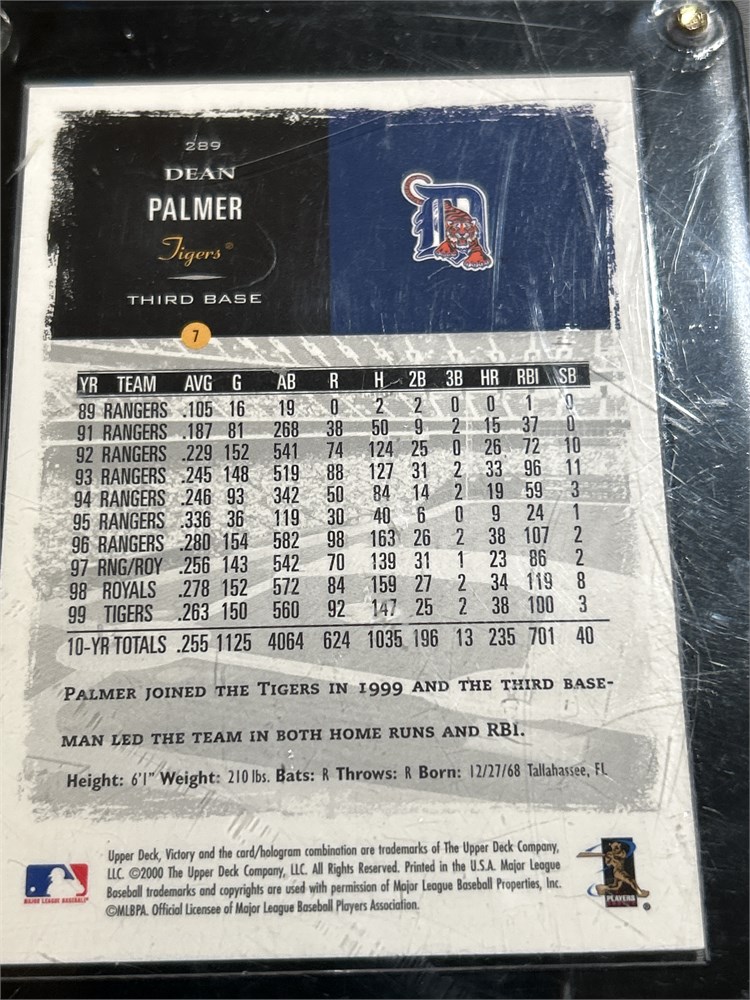 289
DEAN
PALMER
Tigers®
THIRD BASE
7
YR TEAM AVG G AB R H 2B 3B HR RBI SB
89 RANGERS .105 16 19 0 2 2 0 0 1 0
91 RANGERS .187 81 268 38 50 9 2 15 37 0
92 RANGERS .229 152 541 74 124 25 0 26 72 10
93 RANGERS .245 148 519 88 127 31 2 33 96 11
94 RANGERS .246 93 342 50 84 14 2 19 59 3
95 RANGERS .336 36 119 30 40 6 0 9 24 1
96 RANGERS .280 154 582 98 163 26 2 38 107 2
97 RNG/ROY .256 143 542 70 139 31 1 23 86 2
98 ROYALS .278 152 572 84 159 27 2 34 119 8
99 TIGERS .263 150 560 92 147 25 2 38 100 3
10-YR TOTALS .255 1125 4064 624 1035 196 13 235 701 40
PALMER JOINED THE TIGERS IN 1999 AND THE THIRD BASE-
MAN LED THE TEAM IN BOTH HOME RUNS AND RBI.
Height: 6'1" Weight: 210 lbs. Bats: R Throws: R Born: 12/27/68 Tallahassee, FL
Upper Deck, Victory and the card/hologram combination are trademarks of The Upper Deck Company,
LLC. ©2000 The Upper Deck Company, LLC. All Rights Reserved. Printed in the U.S.A. Major League
Baseball trademarks and copyrights are used with permission of Major League Baseball Properties, Inc.
©MLBPA. Official Licensee of Major League Baseball Players Association.
MAJOR LEAGUE BASEBALL®
PLAYERS